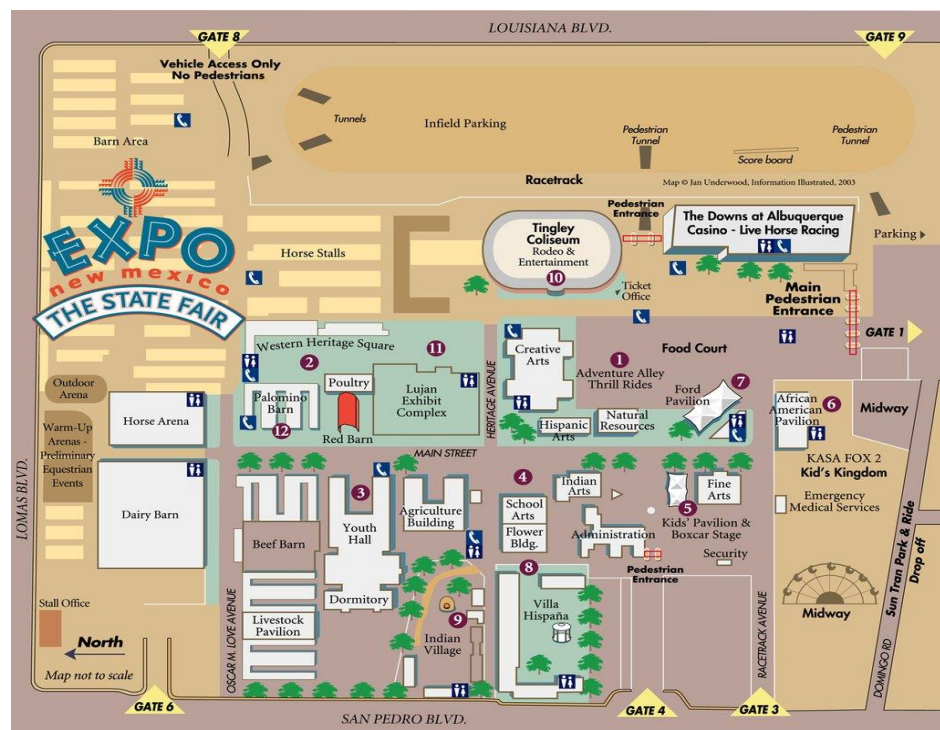 LOUISIANA BLVD.
GATE 8
GATE 9
Vehicle Access Only
No Pedestrians
Barn Area
Tunnels
Infield Parking
Pedestrian
Tunnel
Score board
Pedestrian
Tunnel
Racetrack
Map © Jan Underwood, Information Illustrated, 2003
EXPO
new mexico
THE STATE FAIR
Horse Stalls
Tingley
Coliseum
Rodeo &
Entertainment
10
Pedestrian
Entrance
The Downs at Albuquerque
Casino - Live Horse Racing
Parking
Ticket
Office
Main
Pedestrian
Entrance
GATE 1
Western Heritage Square
2
11
Poultry
Palomino
Barn
12
Red Barn
Lujan
Exhibit
Complex
HERITAGE AVENUE
Creative
Arts
1
Adventure Alley
Thrill Rides
Food Court
Ford
Pavilion
7
Hispanic
Arts
Natural
Resources
African
American
Pavilion
6
Midway
Outdoor
Arena
Horse Arena
Warm-Up
Arenas -
Preliminary
Equestrian
Events
MAIN STREET
KASA FOX 2
Kid's Kingdom
Emergency
Medical Services
LOMAS BLVD.
Dairy Barn
Beef Barn
3
Youth
Hall
Agriculture
Building
4
School
Arts
Flower
Bldg.
Indian
Arts
Administration
5
Fine
Arts
Kids' Pavilion &
Boxcar Stage
Security
Pedestrian
Entrance
Dormitory
Livestock
Pavilion
9
Indian
Village
8
Villa
Hispaña
Midway
Sun Tran Park & Ride
Drop off
Stall Office
North
Map not to scale
OSCAR M. LOVE AVENUE
RACETRACK AVENUE
DOMINGO RD
GATE 6
SAN PEDRO BLVD.
GATE 4
GATE 3